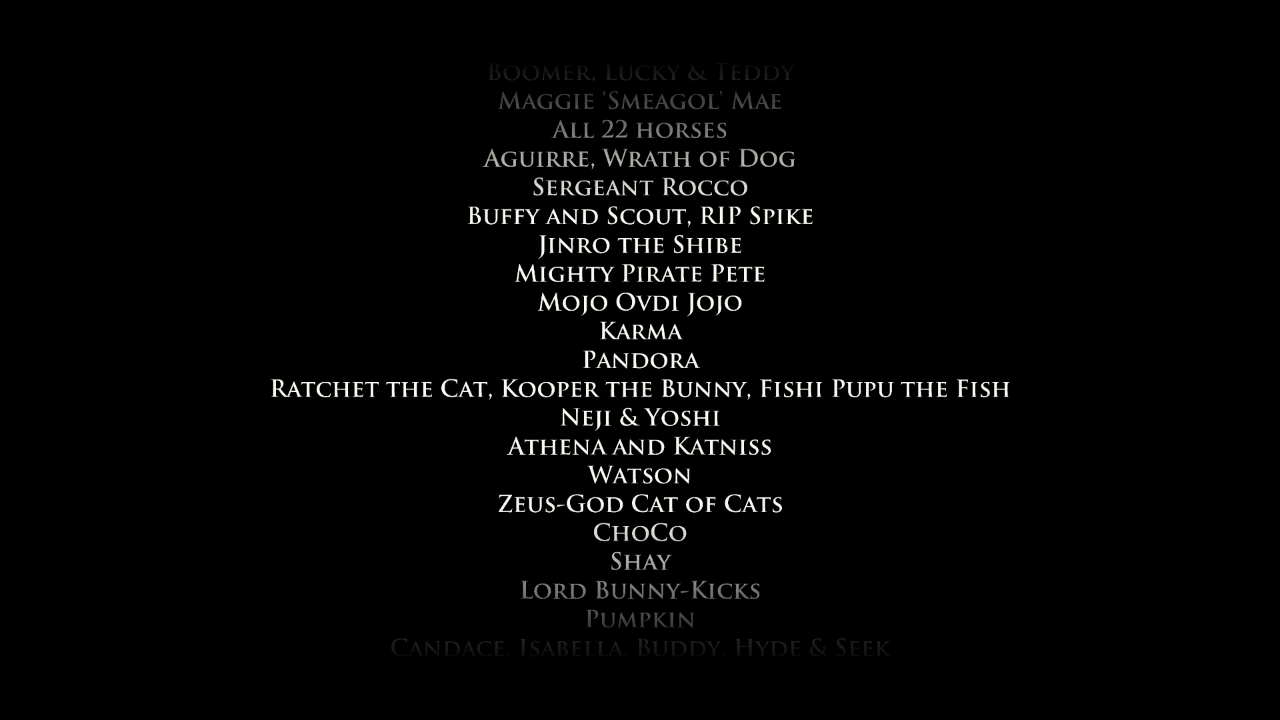 Boomer, Lucky & Teddy
Maggie 'Smeagol' Mae
All 22 horses
Aguirre, Wrath of Dog
Sergeant Rocco
Buffy and Scout, RIP Spike
Jinro the Shibe
Mighty Pirate Pete
Mojo Ovdi Jojo
Karma
Pandora
Ratchet the Cat, Kooper the Bunny, Fishi Pupu the Fish
Neji & Yoshi
Athena and Katniss
Watson
Zeus-God Cat of Cats
ChoCo
Shay
Lord Bunny-Kicks
Pumpkin
Candace, Isabella, Buddy, Hyde & Seek